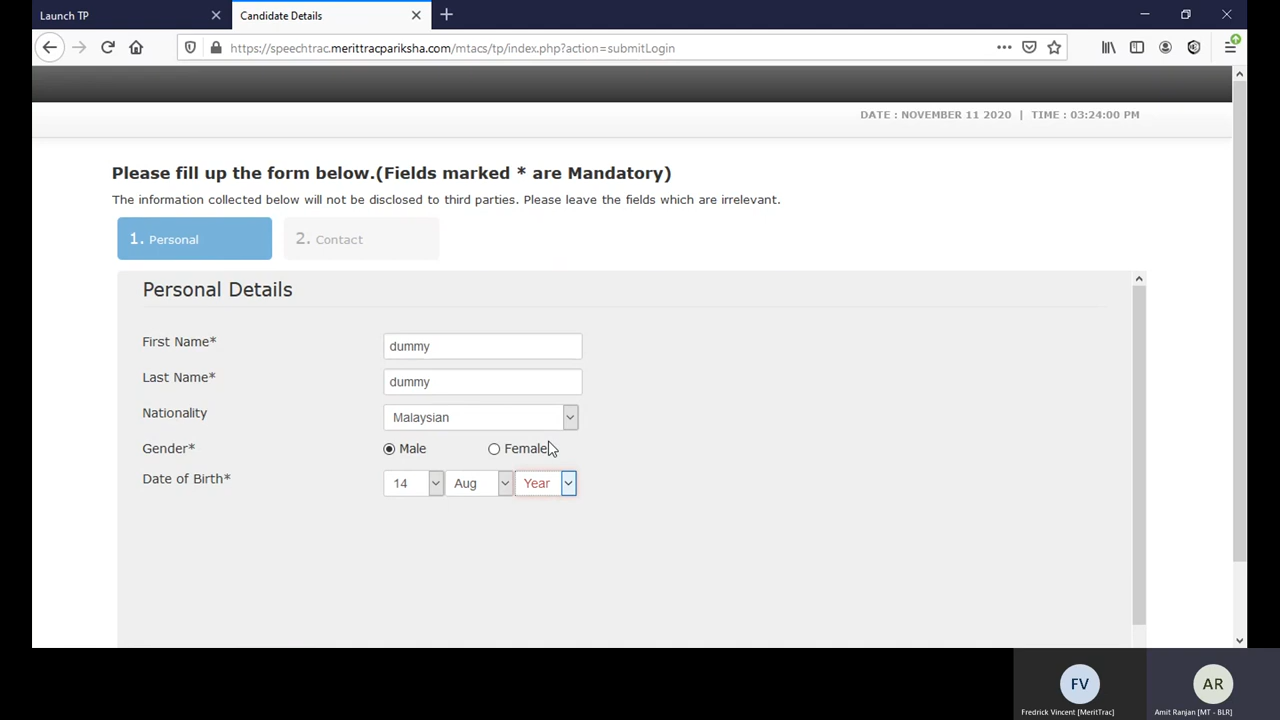 Launch TP
Candidate Details
https://speechtrac.merittracpariksha.com/mtacs/tp/index.php?action=submitLogin
DATE : NOVEMBER 11 2020 | TIME : 03:24:00 PM
Please fill up the form below.(Fields marked * are Mandatory)
The information collected below will not be disclosed to third parties. Please leave the fields which are irrelevant.
1. Personal
2. Contact
Personal Details
First Name* dummy
Last Name* dummy
Nationality Malaysian
Gender* Male Female
Date of Birth* 14 Aug Year
FV
AR
Fredrick Vincent [MeritTrac]
Amit Ranjan [MT - BLR]